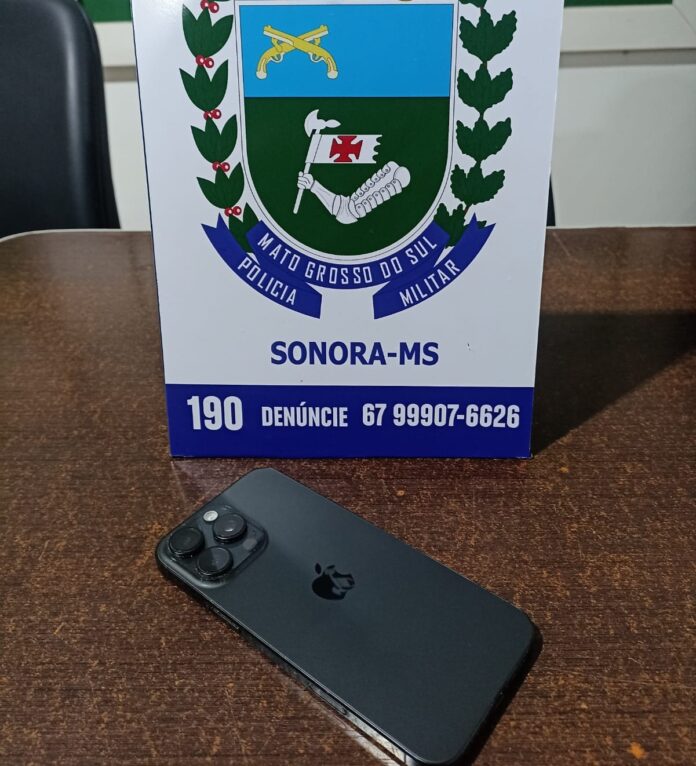 MATO GROSSO DO SUL
POLICIA MILITAR
SONORA-MS
190 DENÚNCIE 67 99907-6626